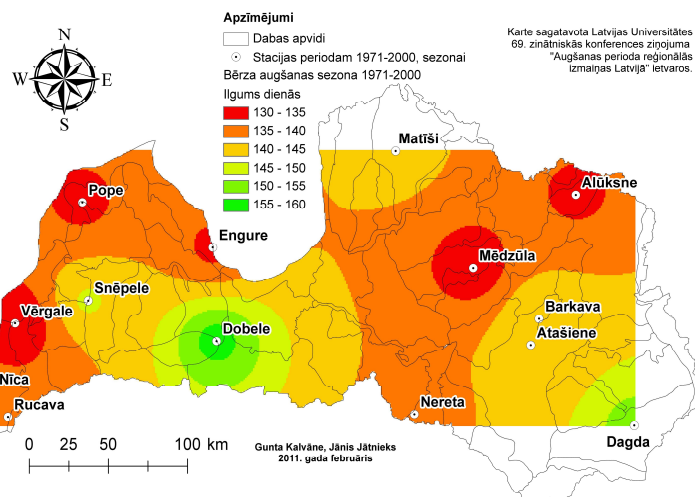 Apzīmējumi
Dabas apvidi
Stacijas periodam 1971-2000, sezonai
Bērza augšanas sezona 1971-2000
Ilgums dienās
130 - 135
135 - 140
140 - 145
145 - 150
150 - 155
155 - 160
Karte sagatavota Latvijas Universitātes
69. zinātniskās konferences ziņojuma
"Augšanas perioda reģionālās
izmaiņas Latvijā" ietvaros.
N
W
E
S
Matīši
Pope
Alūksne
Engure
Mēdzūla
Snēpele
Vērgale
Barkava
Dobele
Atašiene
Nīca
Rucava
Nereta
Dagda
0 25 50 100 km
Gunta Kalvāne, Jānis Jātnieks
2011. gada februāris